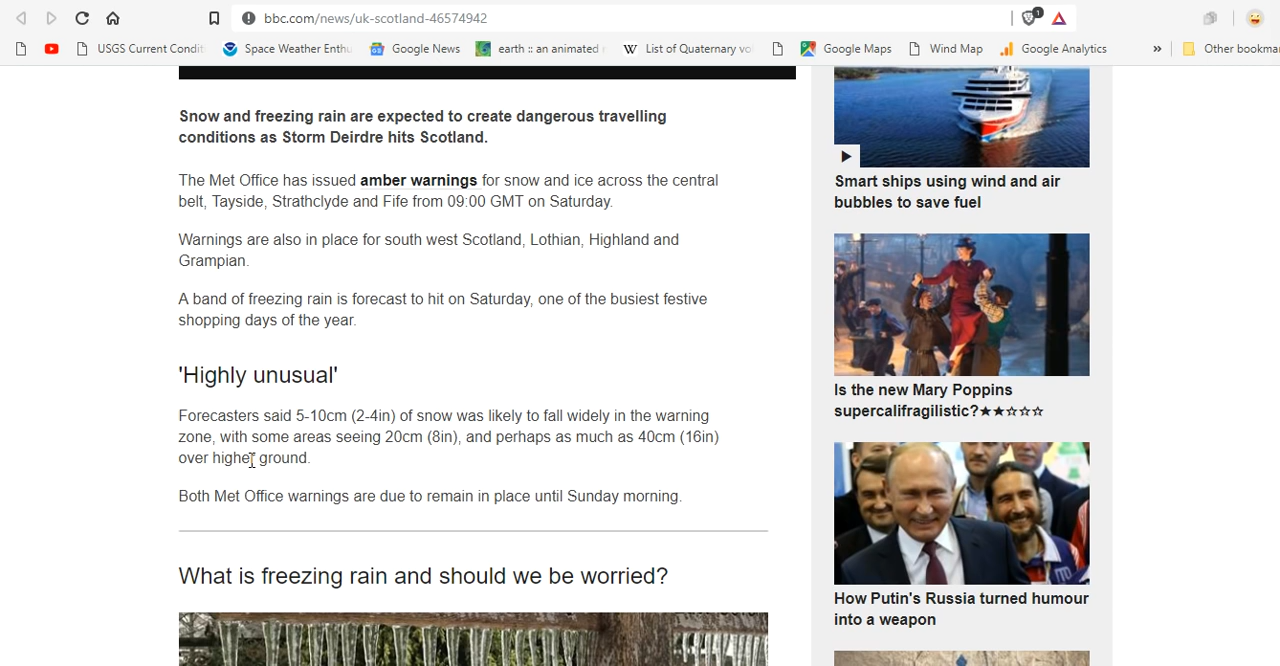 bbc.com/news/uk-scotland-46574942
1
USGS Current Condit
Space Weather Enthu
Google News
earth :: an animated
List of Quaternary vo
Google Maps
Wind Map
Google Analytics
»
Other bookma
Snow and freezing rain are expected to create dangerous travelling
conditions as Storm Deirdre hits Scotland.
The Met Office has issued amber warnings for snow and ice across the central
belt, Tayside, Strathclyde and Fife from 09:00 GMT on Saturday.
Warnings are also in place for south west Scotland, Lothian, Highland and
Grampian.
A band of freezing rain is forecast to hit on Saturday, one of the busiest festive
shopping days of the year.
'Highly unusual'
Forecasters said 5-10cm (2-4in) of snow was likely to fall widely in the warning
zone, with some areas seeing 20cm (8in), and perhaps as much as 40cm (16in)
over higher ground.
Both Met Office warnings are due to remain in place until Sunday morning.
What is freezing rain and should we be worried?
Smart ships using wind and air
bubbles to save fuel
Is the new Mary Poppins
supercalifragilistic?★★☆☆☆
How Putin's Russia turned humour
into a weapon